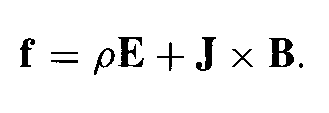 f = ρE + J × B.